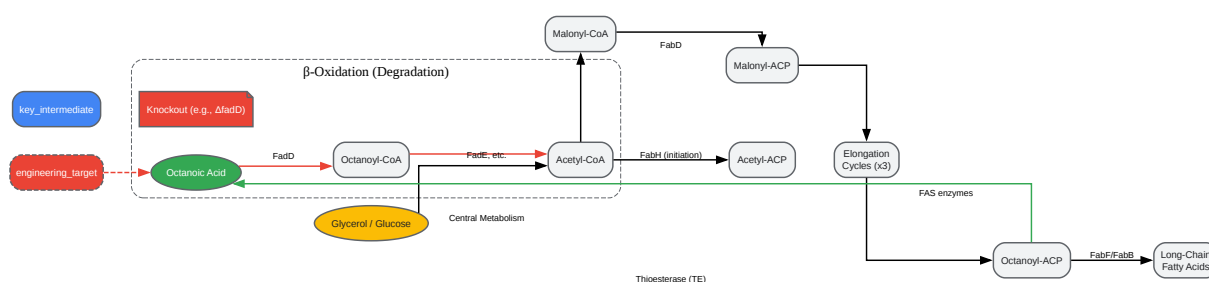 Malonyl-CoA
FabD
Malonyl-ACP
β-Oxidation (Degradation)
key_intermediate
Knockout (e.g., ΔfadD)
FadD
Octanoyl-CoA
FadE, etc.
Acetyl-CoA
FabH (initiation)
Acetyl-ACP
Elongation
Cycles (x3)
engineering_target
Octanoic Acid
FAS enzymes
Glycerol / Glucose
Central Metabolism
Octanoyl-ACP
FabF/FabB
Long-Chain
Fatty Acids
Thioesterase (TE)